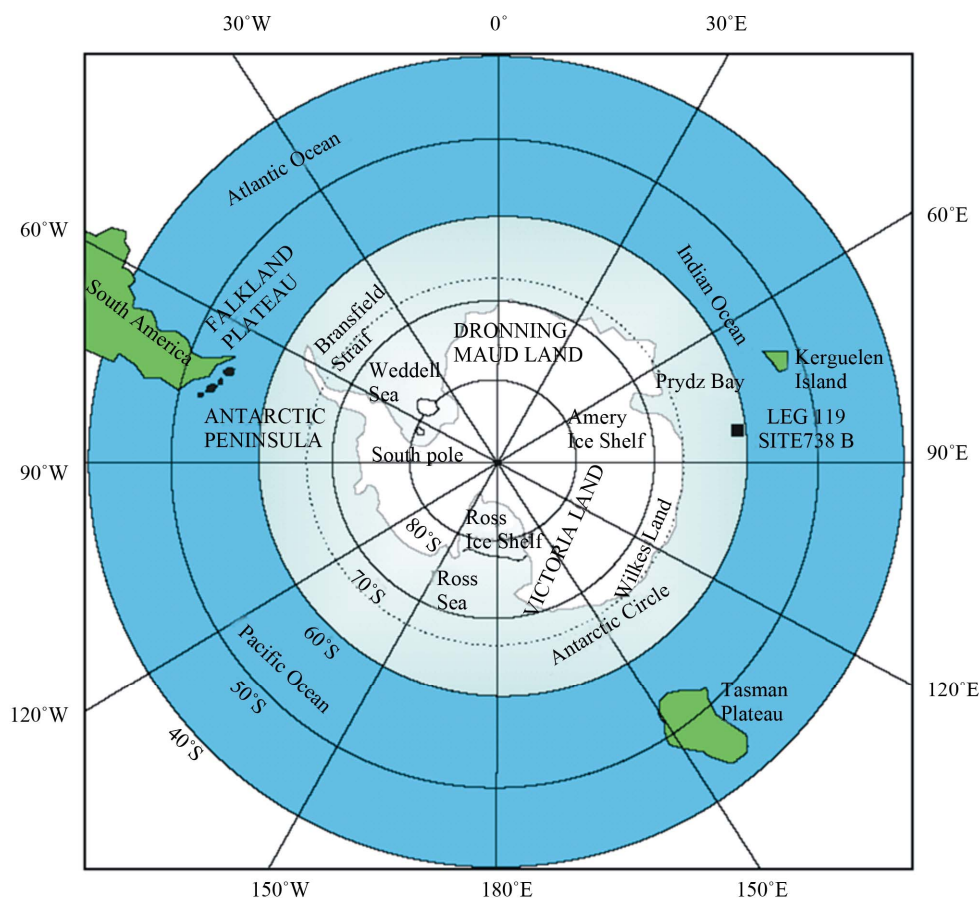 30°W
0°
30°E
60°W
60°E
Atlantic Ocean
South America
FALKLAND
PLATEAU
Bransfield
Straif
Indian Ocean
DRONNING
MAUD LAND
Weddell
Sea
Prydz Bay
Kerguelen
Island
ANTARCTIC
PENINSULA
Amery
Ice Shelf
LEG 119
SITE738 B
90°W
South pole
90°E
Ross
Ice Shelf
VICTORIA LAND
Wilkes Land
80°S
70°S
Ross
Sea
Antarctic Circle
60°S
Pacific Ocean
50°S
40°S
Tasman
Plateau
120°W
120°E
150°W
180°E
150°E